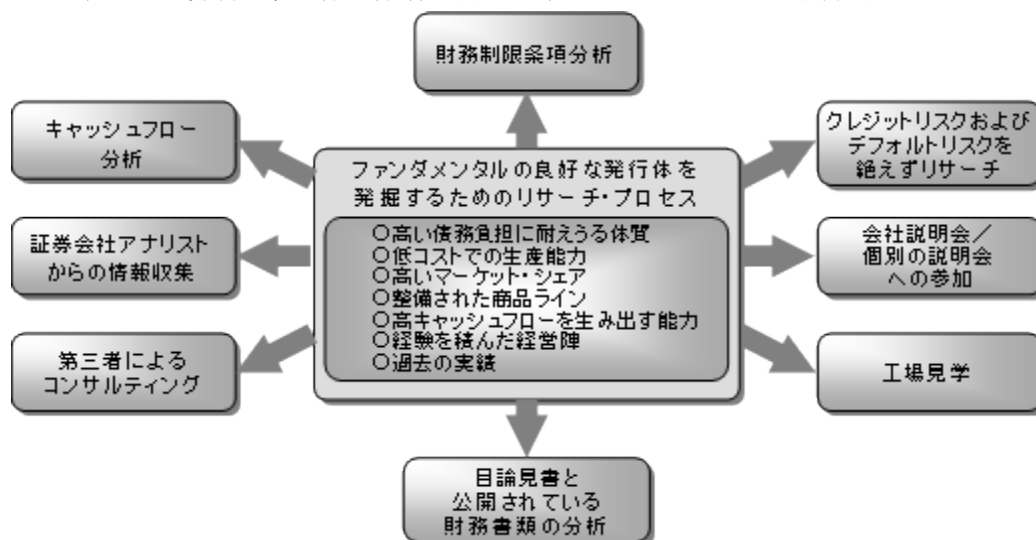 財務制限条項分析
キャッシュフロー
分析
クレジットリスクおよび
デフォルトリスクを
絶えずリサーチ
ファンダメンタルの良好な発行体を
発掘するためのリサーチ・プロセス
○高い債務負担に耐えうる体質
○低コストでの生産能力
○高いマーケット・シェア
○整備された商品ライン
○高キャッシュフローを生み出す能力
○経験を積んだ経営陣
○過去の実績
証券会社アナリスト
からの情報収集
会社説明会／
個別の説明会
への参加
第三者による
コンサルティング
工場見学
目論見書と
公開されている
財務書類の分析